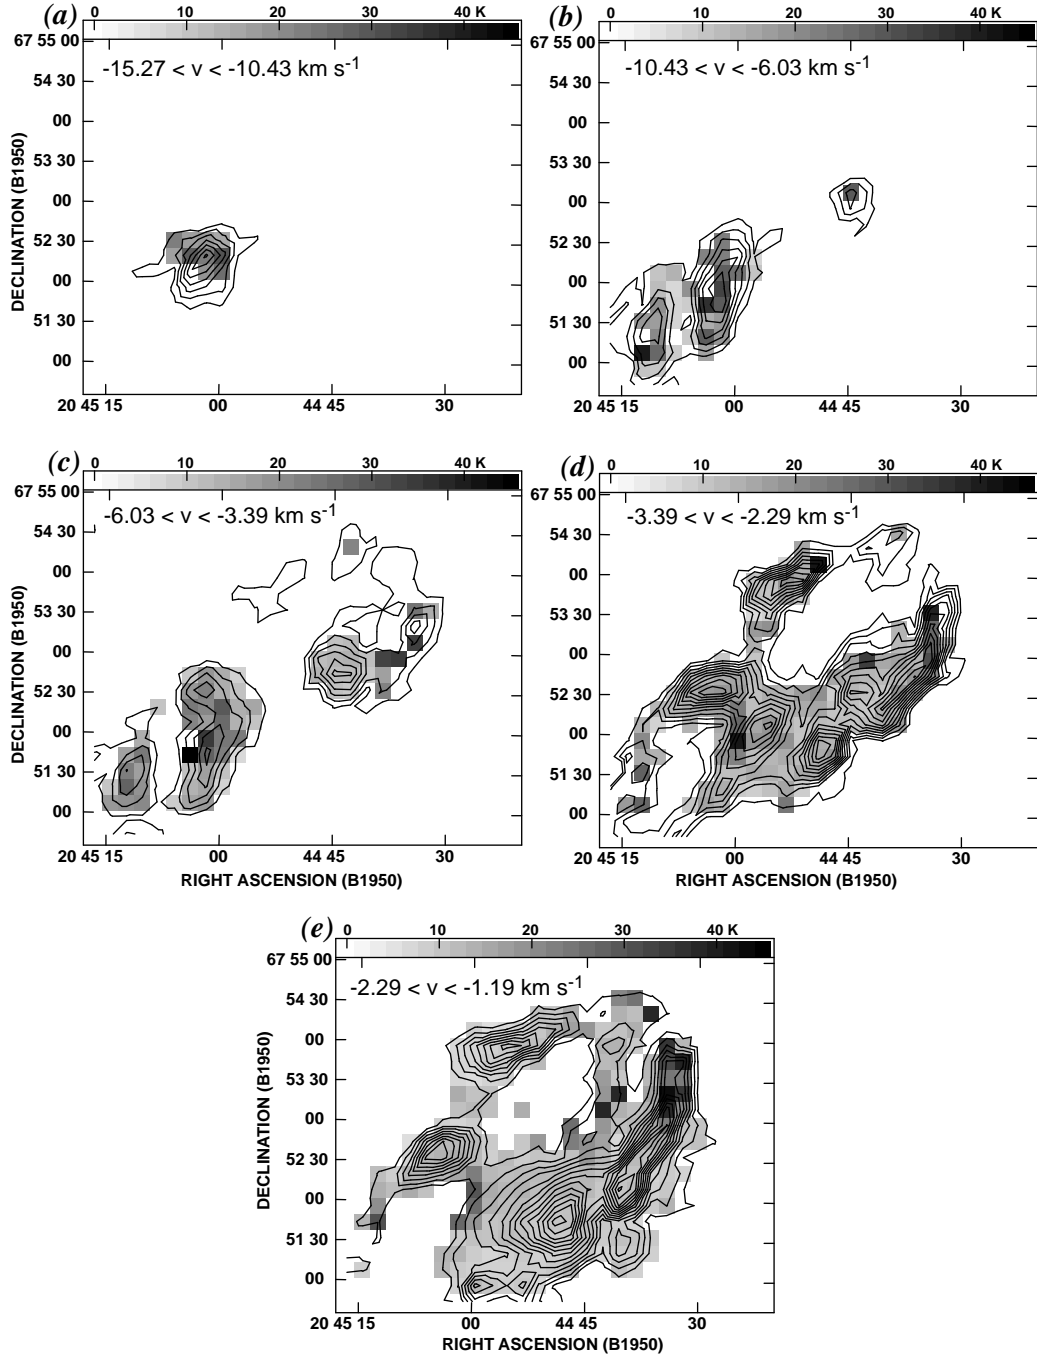 (a) 0 10 20 30 40 K
67 55 00
-15.27 < v < -10.43 km s-1
54 30
00
53 30
00
52 30
00
51 30
00
DECLINATION (B1950)
20 45 15 00 44 45 30
(b) 0 10 20 30 40 K
67 55 00
-10.43 < v < -6.03 km s-1
54 30
00
53 30
00
52 30
00
51 30
00
20 45 15 00 44 45 30
(c) 0 10 20 30 40 K
67 55 00
-6.03 < v < -3.39 km s-1
54 30
00
53 30
00
52 30
00
51 30
00
DECLINATION (B1950)
20 45 15 00 44 45 30
RIGHT ASCENSION (B1950)
(d) 0 10 20 30 40 K
67 55 00
-3.39 < v < -2.29 km s-1
54 30
00
53 30
00
52 30
00
51 30
00
20 45 15 00 44 45 30
RIGHT ASCENSION (B1950)
(e) 0 10 20 30 40 K
67 55 00
-2.29 < v < -1.19 km s-1
54 30
00
53 30
00
52 30
00
51 30
00
DECLINATION (B1950)
20 45 15 00 44 45 30
RIGHT ASCENSION (B1950)